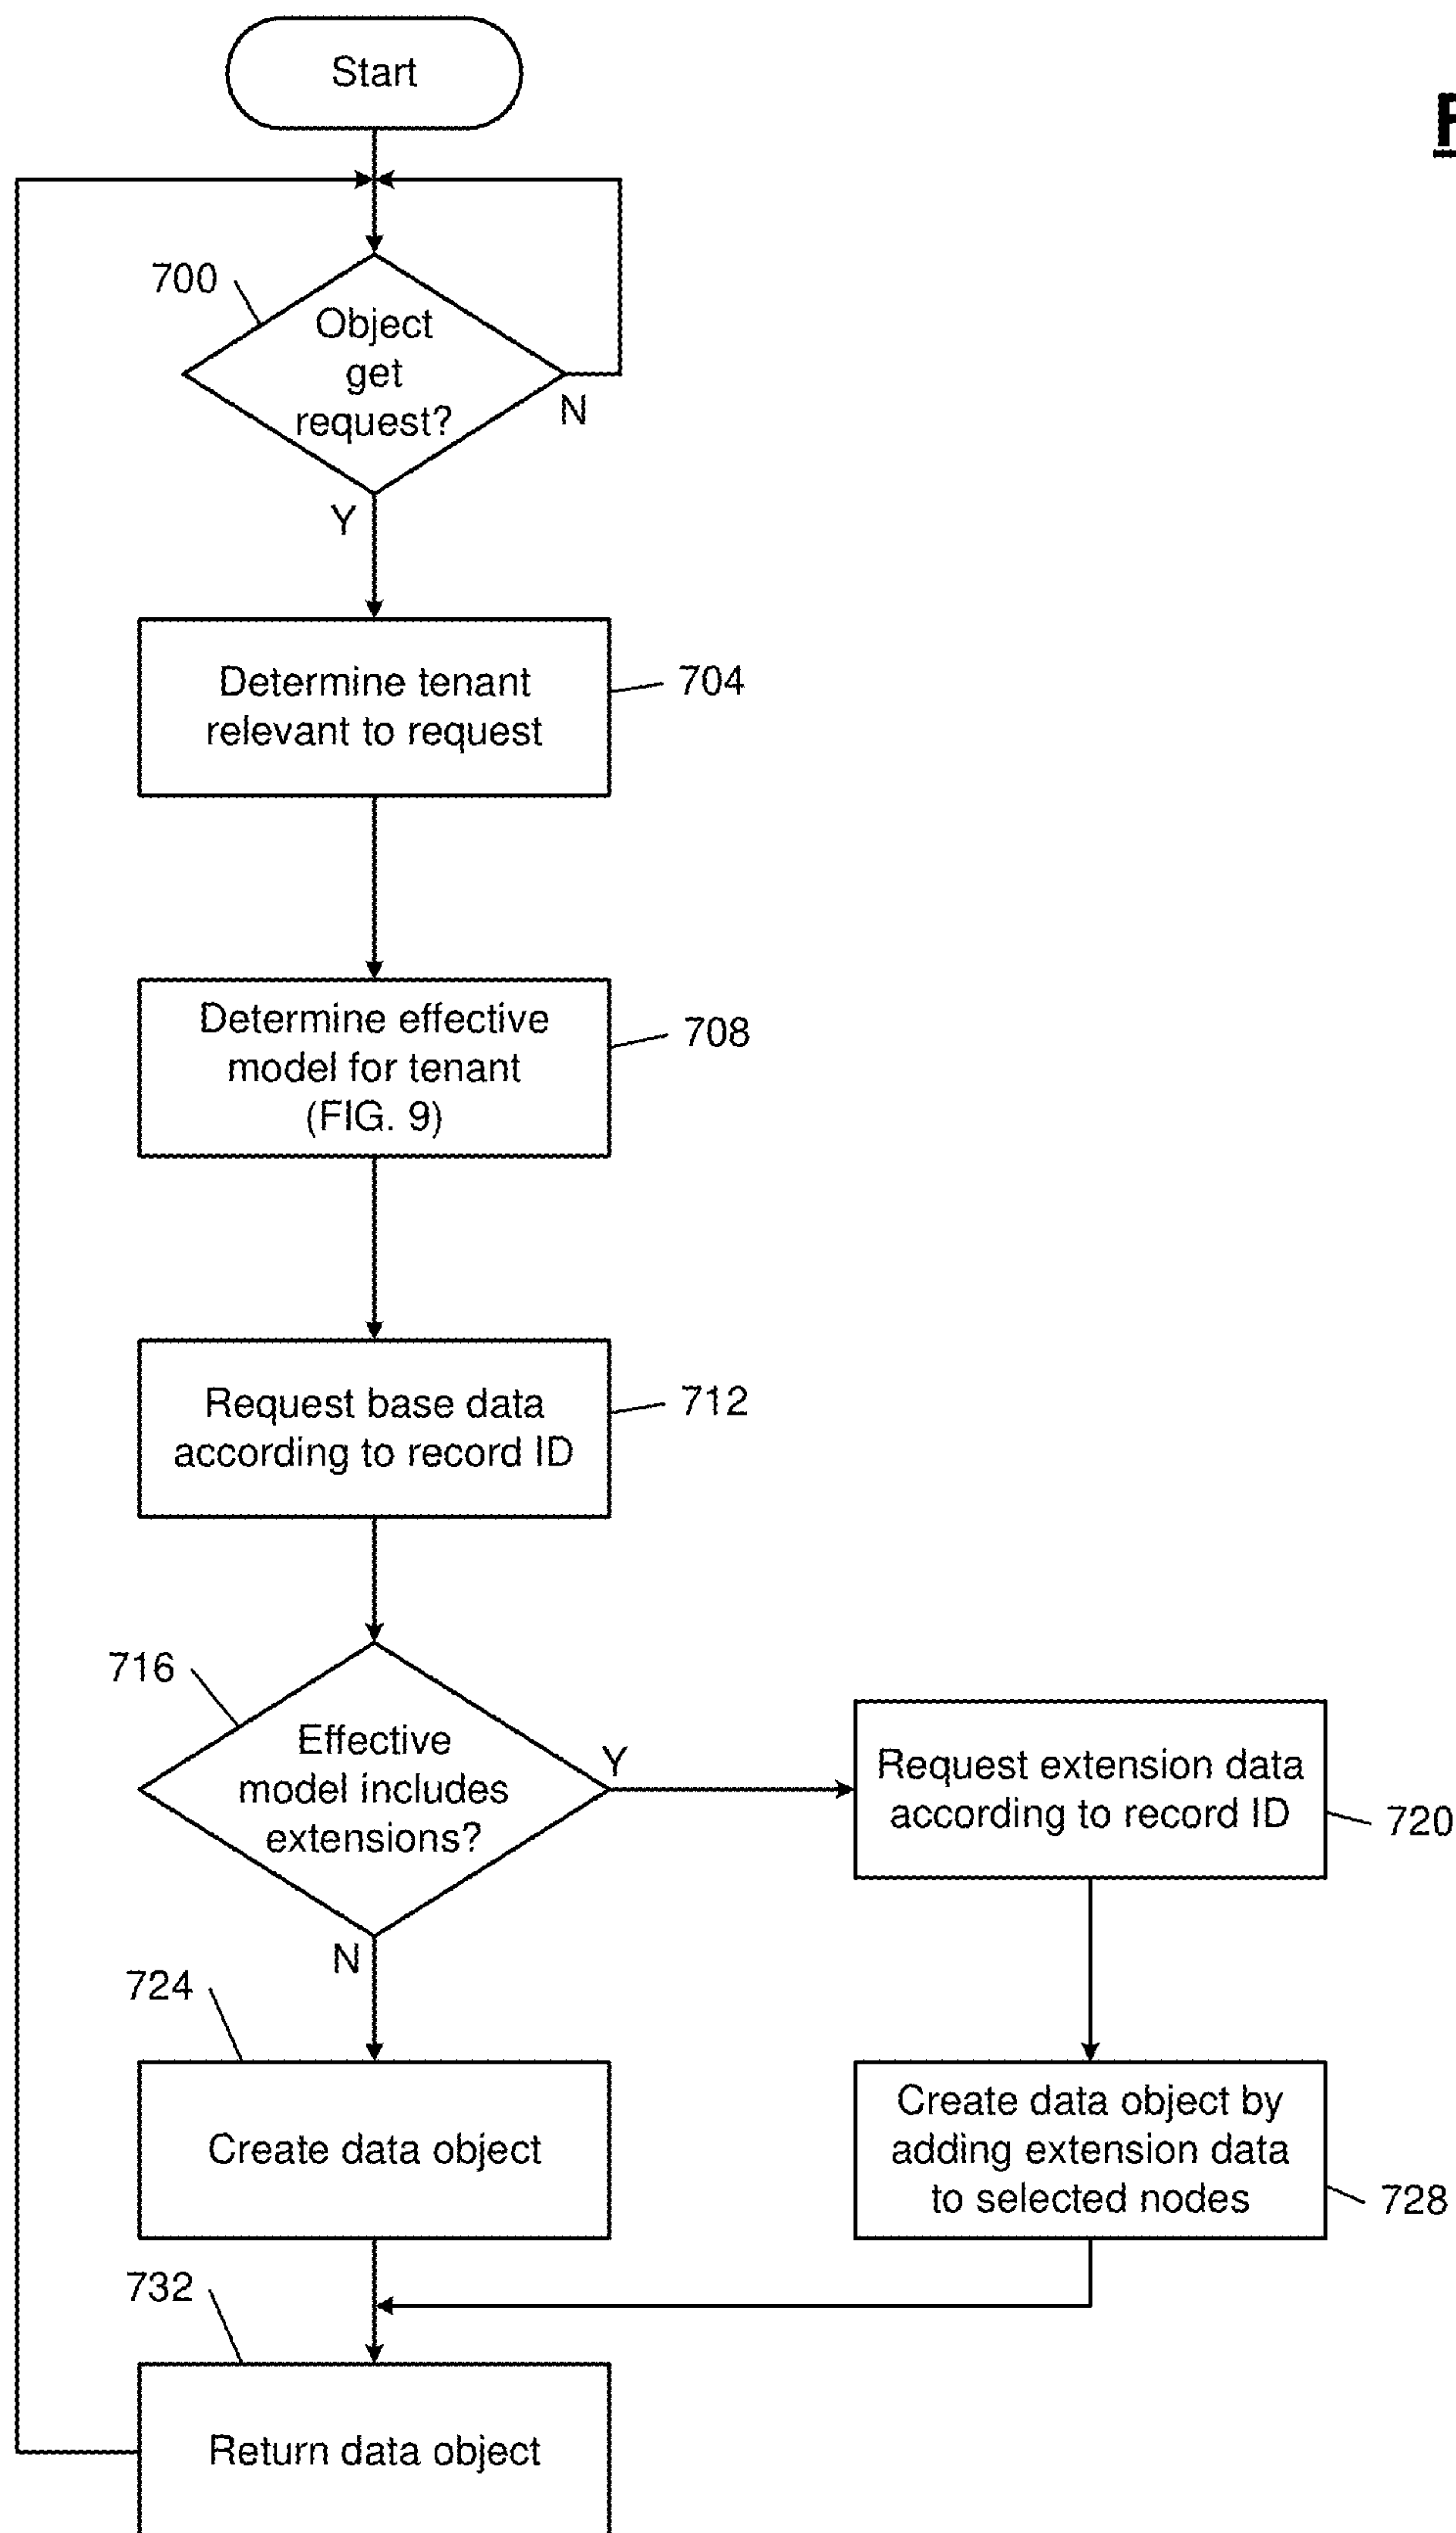 Start
700
Object
get
request?
N
Y
Determine tenant
relevant to request
704
Determine effective
model for tenant
(FIG. 9)
708
Request base data
according to record ID
712
716
Effective
model includes
extensions?
Y
N
Request extension data
according to record ID
720
724
Create data object
Create data object by
adding extension data
to selected nodes
728
732
Return data object